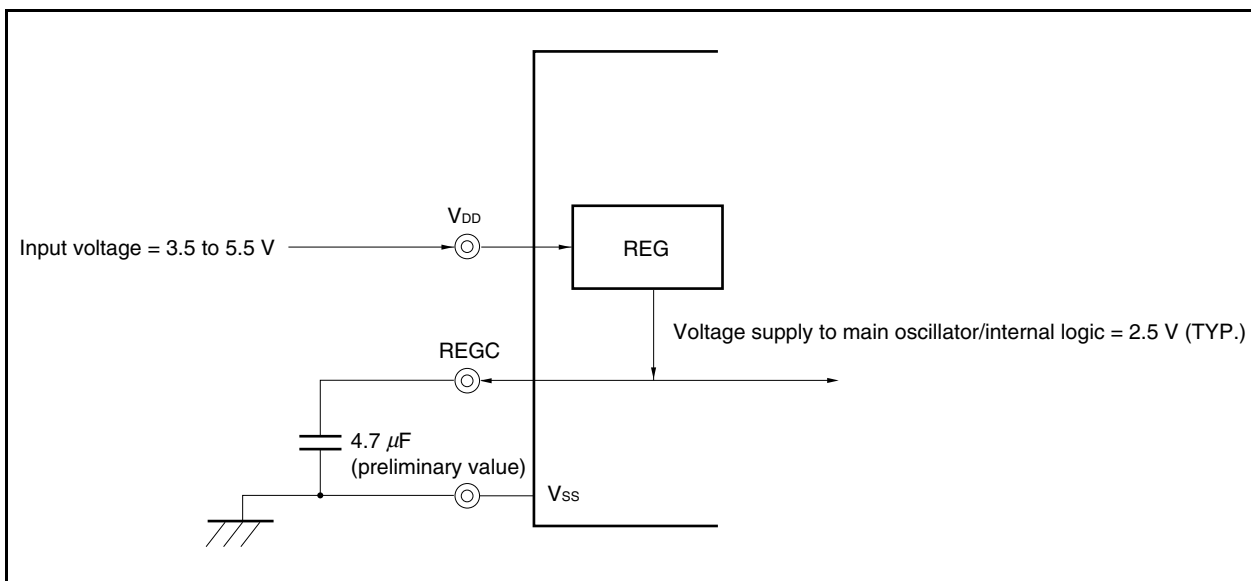 VDD
Input voltage = 3.5 to 5.5 V
REG
Voltage supply to main oscillator/internal logic = 2.5 V (TYP.)
REGC
4.7 μF
(preliminary value)
VSS